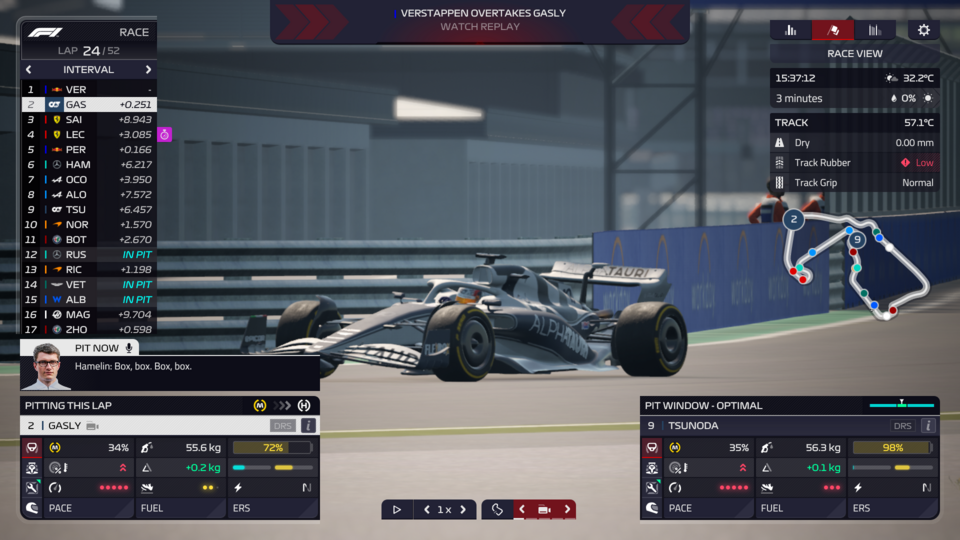 VERSTAPPEN OVERTAKES GASLY
WATCH REPLAY
F1 RACE
LAP 24/52
INTERVAL
1 VER -
2 GAS +0.251
3 SAI +8.943
4 LEC +3.085
5 PER +0.166
6 HAM +6.217
7 OCO +3.950
8 ALO +7.572
9 TSU +6.457
10 NOR +1.570
11 BOT +2.670
12 RUS IN PIT
13 RIC +1.198
14 VET IN PIT
15 ALB IN PIT
16 MAG +9.704
17 ZHO +0.598
RACE VIEW
15:37:12 32.2°C
3 minutes 0%
TRACK 57.1°C
Dry 0.00 mm
Track Rubber Low
Track Grip Normal
2
9
TAURI
ALPHATAURI
PIT NOW
Hamelin: Box, box. Box, box.
PITTING THIS LAP M H
2 GASLY DRS i
M 34% 55.6 kg 72%
+0.2 kg
N
PACE FUEL ERS
1x
PIT WINDOW - OPTIMAL
9 TSUNODA DRS i
M 35% 56.3 kg 98%
+0.1 kg
N
PACE FUEL ERS